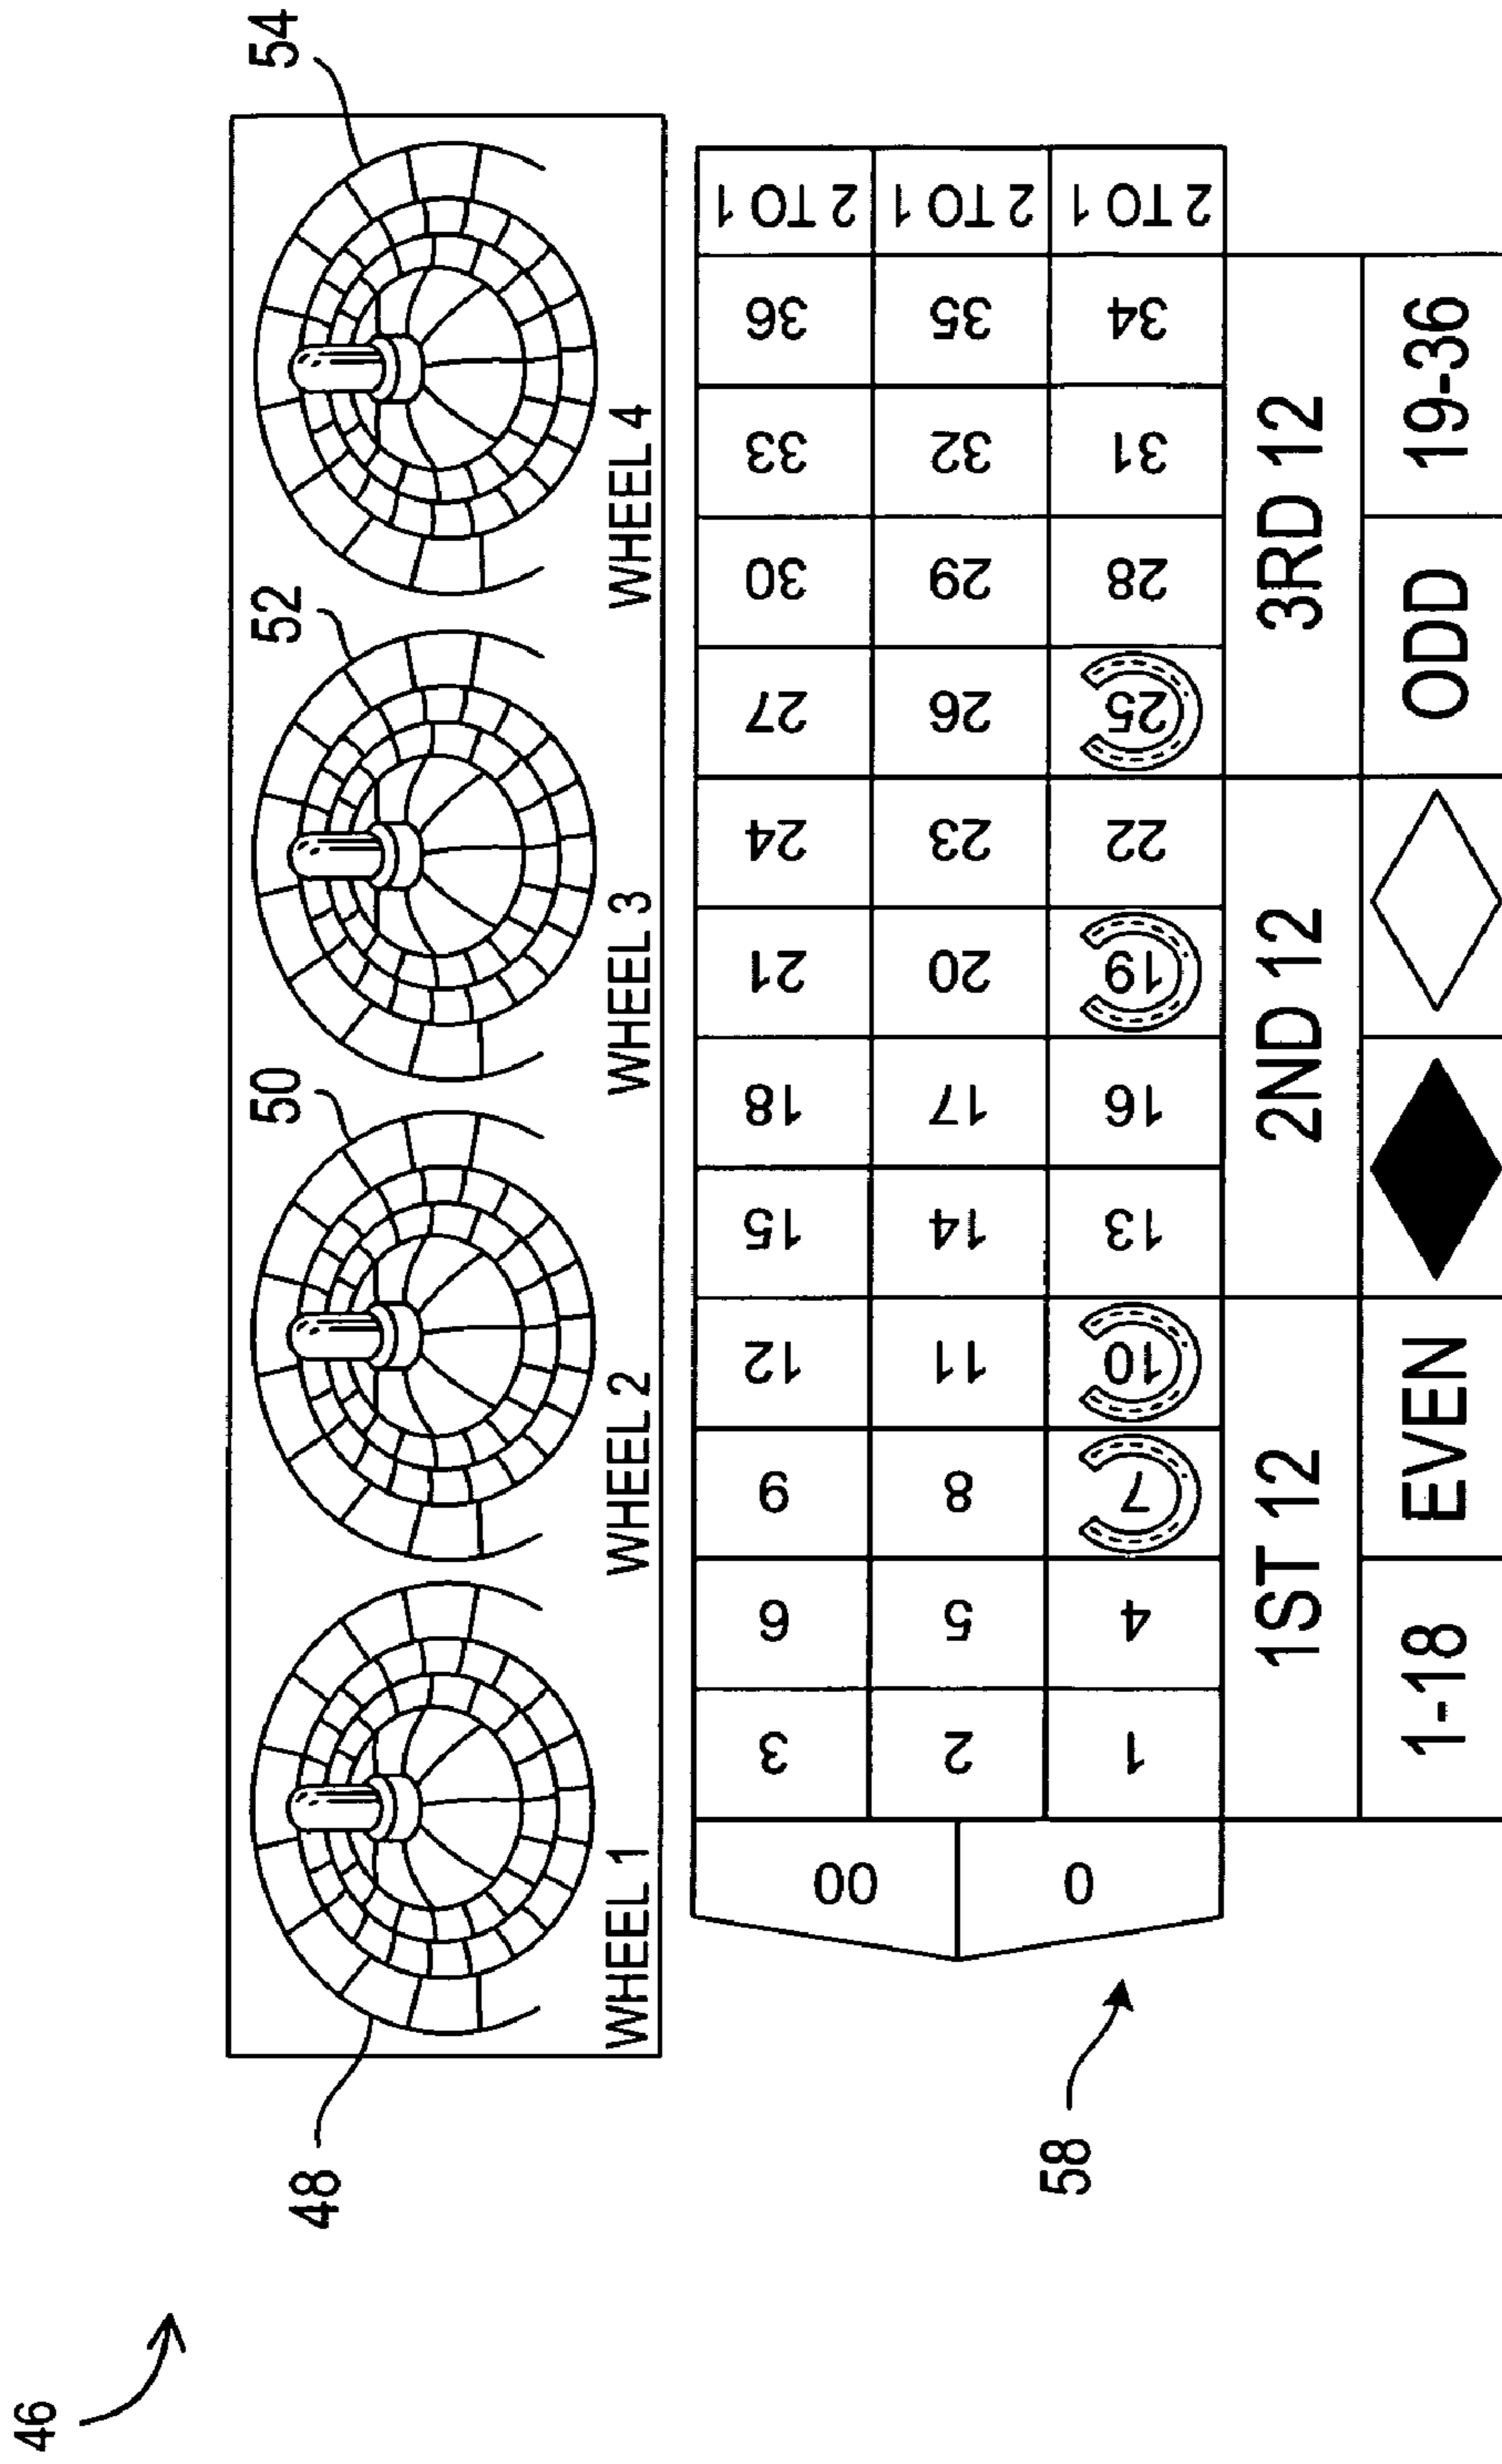 46
48
50
52
54
WHEEL 1
WHEEL 2
WHEEL 3
WHEEL 4
58
00
3 6 9 12 15 18 21 24 27 30 33 36 2 TO 1
2 5 8 11 14 17 20 23 26 29 32 35 2 TO 1
0
1 4 7 10 13 16 19 22 25 28 31 34 2 TO 1
1ST 12 2ND 12 3RD 12
1-18 EVEN ODD 19-36